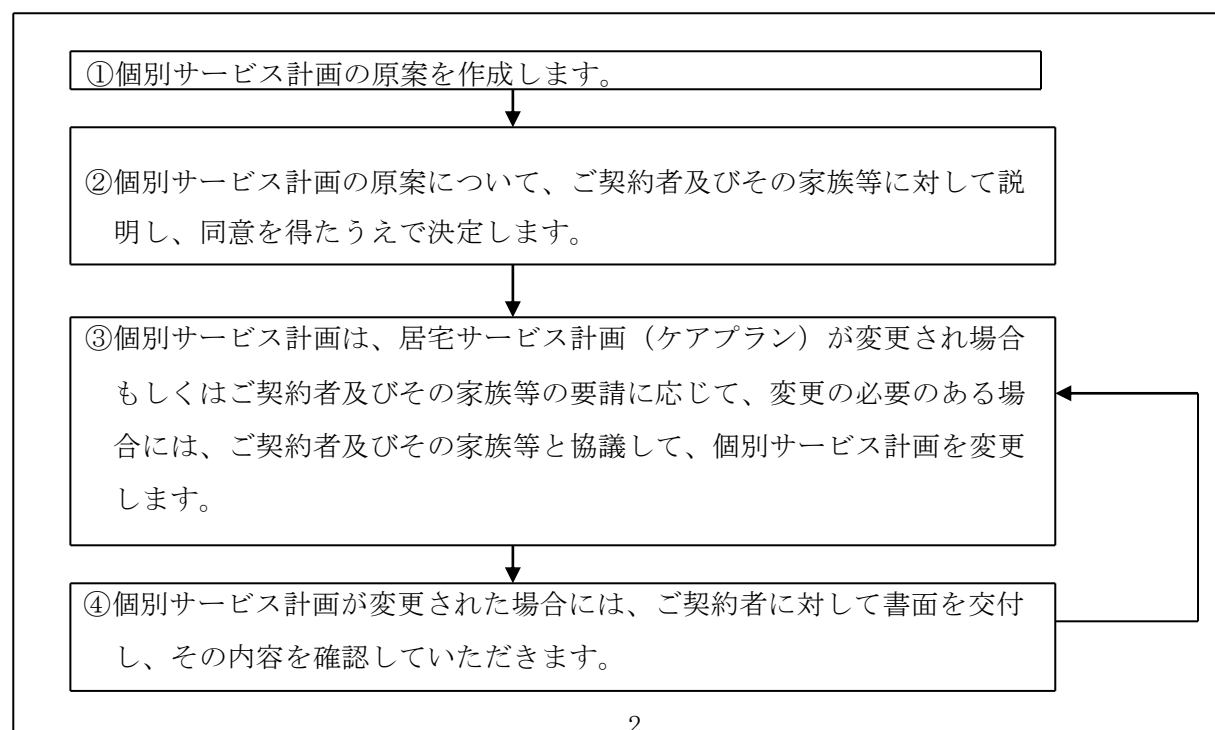 ①個別サービス計画の原案を作成します。
②個別サービス計画の原案について、ご契約者及びその家族等に対して説
明し、同意を得たうえで決定します。
③個別サービス計画は、居宅サービス計画（ケアプラン）が変更され場合
もしくはご契約者及びその家族等の要請に応じて、変更の必要のある場
合には、ご契約者及びその家族等と協議して、個別サービス計画を変更
します。
④個別サービス計画が変更された場合には、ご契約者に対して書面を交付
し、その内容を確認していただきます。
2